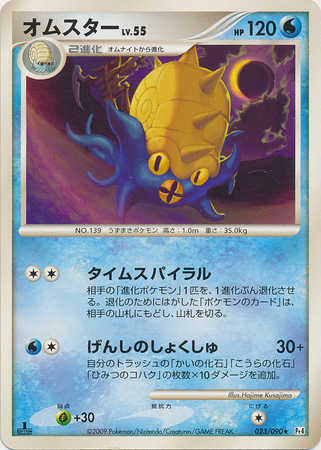 オムスター LV.55 HP 120
2進化 オムナイトから進化
NO.139 うずまきポケモン 高さ：1.0m 重さ：35.0kg
タイムスパイラル
相手の「進化ポケモン」1匹を、1進化ぶん退化さ
せる。退化のためにはがした「ポケモンのカード」は、
相手の山札にもどし、山札を切る。
げんしのしょくしゅ 30+
自分のトラッシュの「かいの化石」「こうらの化石」
「ひみつのコハク」の枚数×10ダメージを追加。
Illus.Hajime Kusajima
弱点 抵抗力 にげる
+30
1 EDITION ©2009 Pokémon/Nintendo/Creatures/GAME FREAK. 023/090★ Pt4